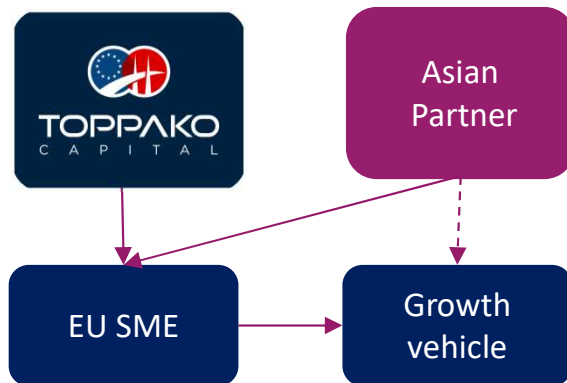 TOPPAKO
CAPITAL
Asian
Partner
EU SME
Growth
vehicle